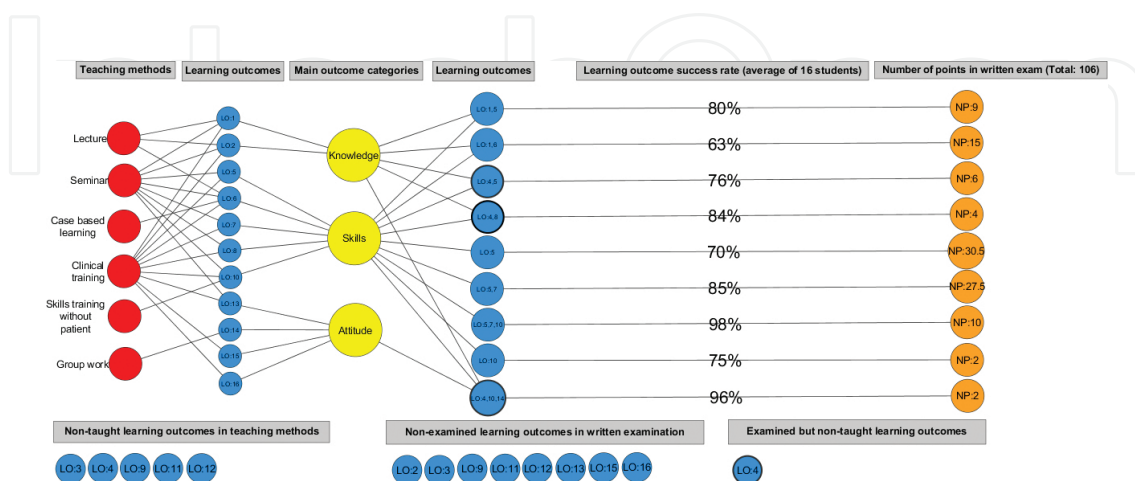 Teaching methods
Learning outcomes
Main outcome categories
Learning outcomes
Learning outcome success rate (average of 16 students)
Number of points in written exam (Total: 106)
Lecture
Seminar
Case based
learning
Clinical
training
Skills training
without
patient
Group work
LO:1
LO:2
LO:5
LO:6
LO:7
LO:8
LO:10
LO:13
LO:14
LO:15
LO:16
Knowledge
Skills
Attitude
LO:1,5
80%
NP:9
LO:1,6
63%
NP:15
LO:4,5
76%
NP:6
84%
NP:4
LO:5
70%
NP:30.5
LO:5,7
85%
NP:27.5
LO:5,7,10
98%
NP:10
LO:10
75%
NP:2
LO:4,10,14
96%
NP:2
Non-taught learning outcomes in teaching methods
Non-examined learning outcomes in written examination
Examined but non-taught learning outcomes
LO:3 LO:4 LO:9 LO:11 LO:12
LO:2 LO:3 LO:9 LO:11 LO:12 LO:13 LO:15 LO:16
LO:4